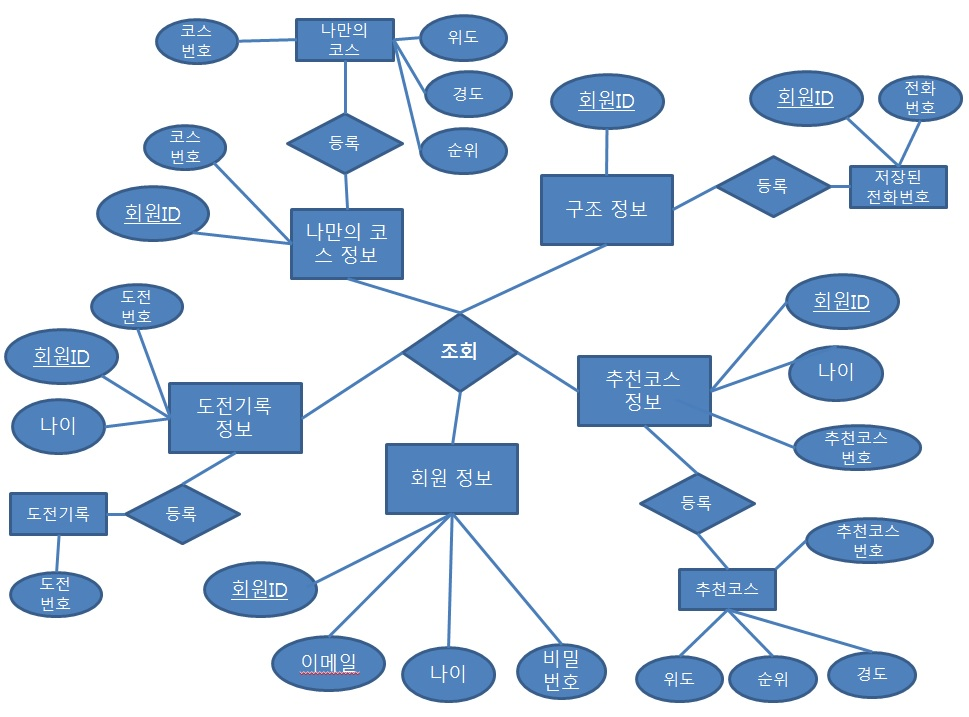 코스
번호
나만의
코스
위도
경도
순위
등록
코스
번호
회원ID
나만의 코
스 정보
회원ID
구조 정보
등록
회원ID
전화
번호
저장된
전화번호
조회
도전
번호
회원ID
나이
도전기록
정보
도전기록
등록
도전
번호
회원 정보
회원ID
이메일
나이
비밀
번호
추천코스
정보
회원ID
나이
추천코스
번호
등록
추천코스
추천코스
번호
위도
순위
경도